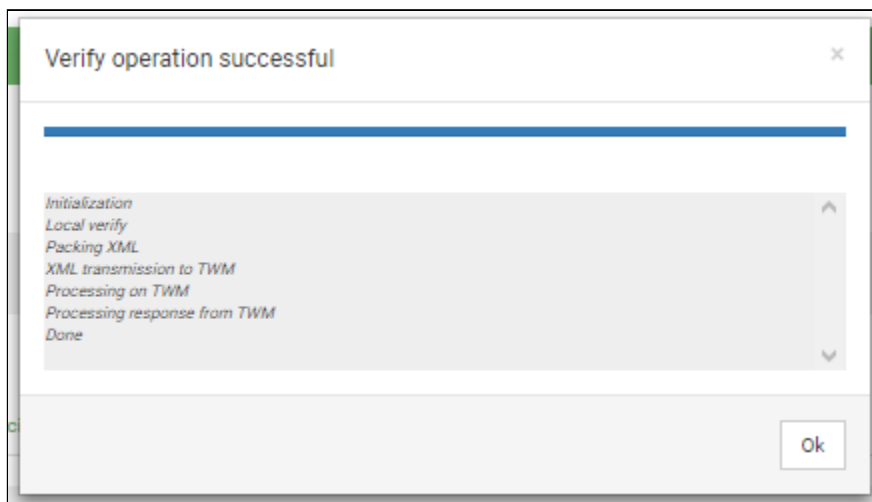 Verify operation successful
×
Initialization
Local verify
Packing XML
XML transmission to TWM
Processing on TWM
Processing response from TWM
Done
Ok